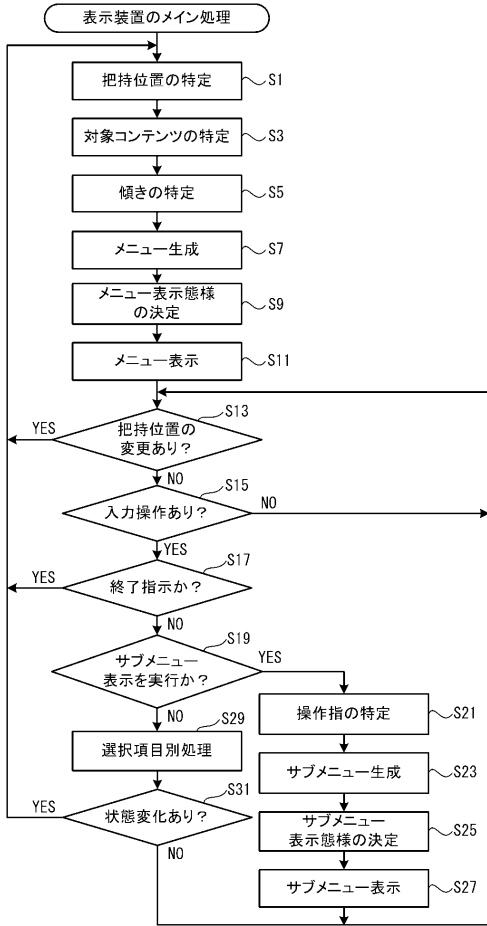 表示装置のメイン処理
把持位置の特定
S1
対象コンテンツの特定
S3
傾きの特定
S5
メニュー生成
S7
メニュー表示態様
の決定
S9
メニュー表示
S11
S13
把持位置の
変更あり?
YES
NO
S15
入力操作あり?
NO
YES
S17
終了指示か?
YES
NO
S19
サブメニュー
表示を実行か?
YES
NO
操作指の特定
S21
S29
選択項目別処理
サブメニュー生成
S23
S31
状態変化あり?
YES
NO
サブメニュー
表示態様の決定
S25
サブメニュー表示
S27